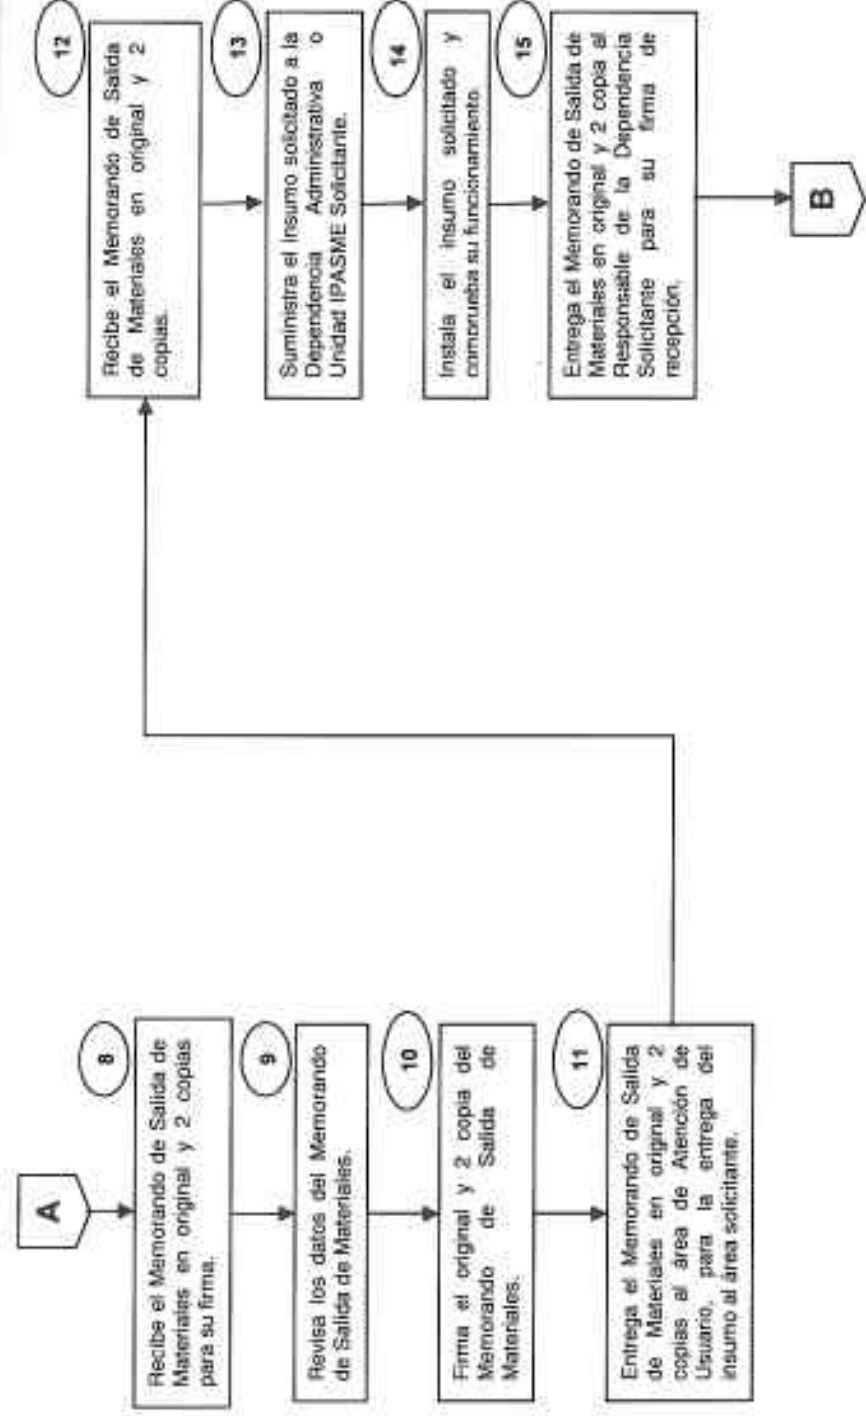 A
8
Recibe el Memorando de Salida de
Materiales en original y 2 copias
para su firma.
9
Revisa los datos del Memorando
de Salida de Materiales.
10
Firma el original y 2 copia del
Memorando de Salida de
Materiales.
11
Entrega el Memorando de Salida
de Materiales en original y 2
copias al área de Atención de
Usuario, para la entrega del
insumo al área solicitante.
12
Recibe el Memorando de Salida
de Materiales en original y 2
copias.
13
Suministra el Insumo solicitado a la
Dependencia Administrativa o
Unidad IPASME Solicitante.
14
Instala el insumo solicitado y
comprueba su funcionamiento.
15
Entrega el Memorando de Salida de
Materiales en original y 2 copia al
Responsable de la Dependencia
Solicitante para su firma de
recepción.
B